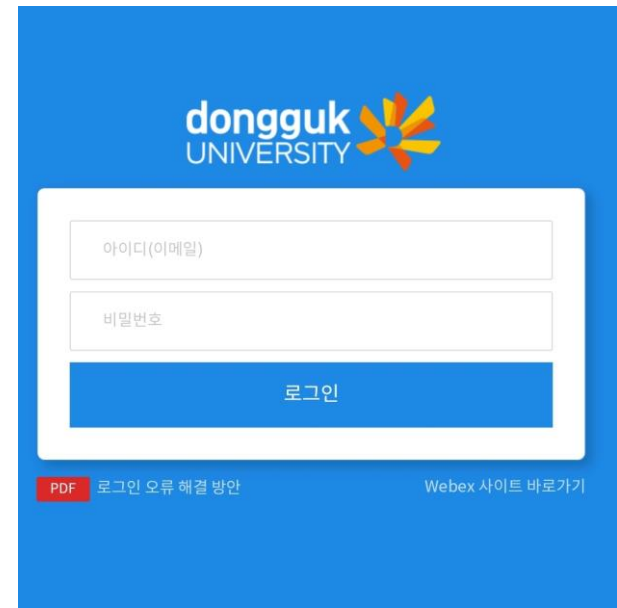 dongguk
UNIVERSITY
아이디(이메일)
비밀번호
로그인
PDF 로그인 오류 해결 방안
Webex 사이트 바로가기